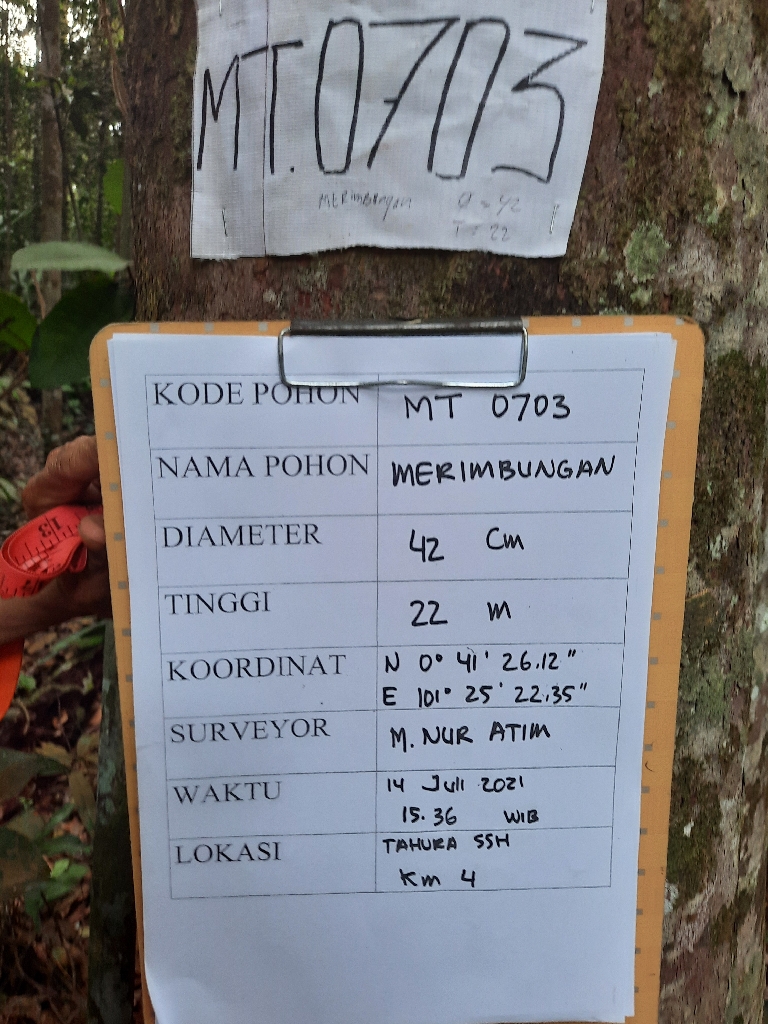 MT.0703
MERIMBUNGAN Ø = 42
T = 22
KODE POHON MT 0703
NAMA POHON MERIMBUNGAN
DIAMETER 42 Cm
TINGGI 22 m
KOORDINAT N 0° 41' 26.12"
E 101° 25' 22.35"
SURVEYOR M. NUR ATIM
WAKTU 14 Juli 2021
15.36 WIB
LOKASI TAHURA SSH
Km 4
13